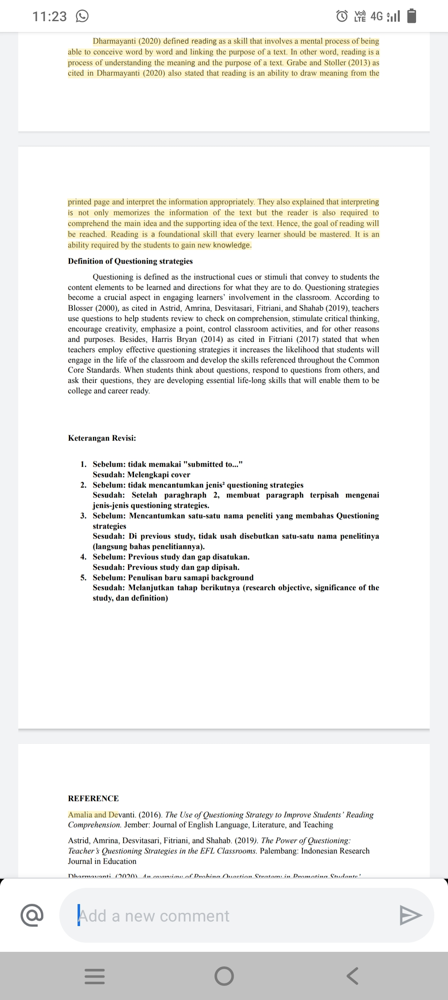 11:23
Vo))
LTE 4G
Dharmayanti (2020) defined reading as a skill that involves a mental process of being
able to conceive word by word and linking the purpose of a text. In other word, reading is a
process of understanding the meaning and the purpose of a text. Grabe and Stoller (2013) as
cited in Dharmayanti (2020) also stated that reading is an ability to draw meaning from the
printed page and interpret the information appropriately. They also explained that interpreting
is not only memorizes the information of the text but the reader is also required to
comprehend the main idea and the supporting idea of the text. Hence, the goal of reading will
be reached. Reading is a foundational skill that every learner should be mastered. It is an
ability required by the students to gain new knowledge.
Definition of Questioning strategies
Questioning is defined as the instructional cues or stimuli that convey to students the
content elements to be learned and directions for what they are to do. Questioning strategies
become a crucial aspect in engaging learners’ involvement in the classroom. According to
Blosser (2000), as cited in Astrid, Amrina, Desvitasari, Fitriani, and Shahab (2019), teachers
use questions to help students review to check on comprehension, stimulate critical thinking,
encourage creativity, emphasize a point, control classroom activities, and for other reasons
and purposes. Besides, Harris Bryan (2014) as cited in Fitriani (2017) stated that when
teachers employ effective questioning strategies it increases the likelihood that students will
engage in the life of the classroom and develop the skills referenced throughout the Common
Core Standards. When students think about questions, respond to questions from others, and
ask their questions, they are developing essential life-long skills that will enable them to be
college and career ready.
Keterangan Revisi:
1. Sebelum: tidak memakai "submitted to..."
Sesudah: Melengkapi cover
2. Sebelum: tidak mencantumkan jenis² questioning strategies
Sesudah: Setelah paraghraph 2, membuat paragraph terpisah mengenai
jenis-jenis questioning strategies.
3. Sebelum: Mencantumkan satu-satu nama peneliti yang membahas Questioning
strategies
Sesudah: Di previous study, tidak usah disebutkan satu-satu nama penelitinya
(langsung bahas penelitiannya).
4. Sebelum: Previous study dan gap disatukan.
Sesudah: Previous study dan gap dipisah.
5. Sebelum: Penulisan baru samapi background
Sesudah: Melanjutkan tahap berikutnya (research objective, significance of the
study, dan definition)
REFERENCE
Amalia and Devanti. (2016). The Use of Questioning Strategy to Improve Students’ Reading
Comprehension. Jember: Journal of English Language, Literature, and Teaching
Astrid, Amrina, Desvitasari, Fitriani, and Shahab. (2019). The Power of Questioning:
Teacher’s Questioning Strategies in the EFL Classrooms. Palembang: Indonesian Research
Journal in Education
Dharmayanti. (2020). An overview of Probing Question Strategy in Promoting Students’
@ Add a new comment